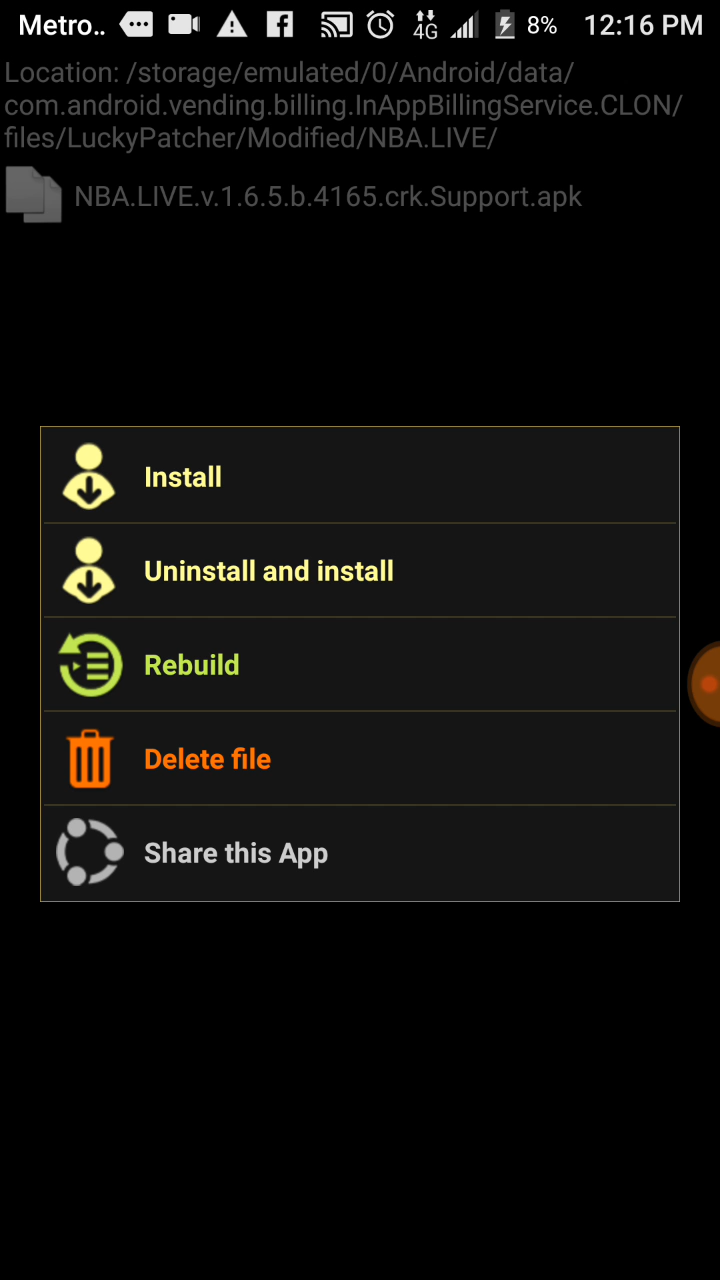 Metro.. 4G 8% 12:16 PM
Location: /storage/emulated/0/Android/data/
com.android.vending.billing.InAppBillingService.CLON/
files/LuckyPatcher/Modified/NBA.LIVE/
NBA.LIVE.v.1.6.5.b.4165.crk.Support.apk
Install
Uninstall and install
Rebuild
Delete file
Share this App